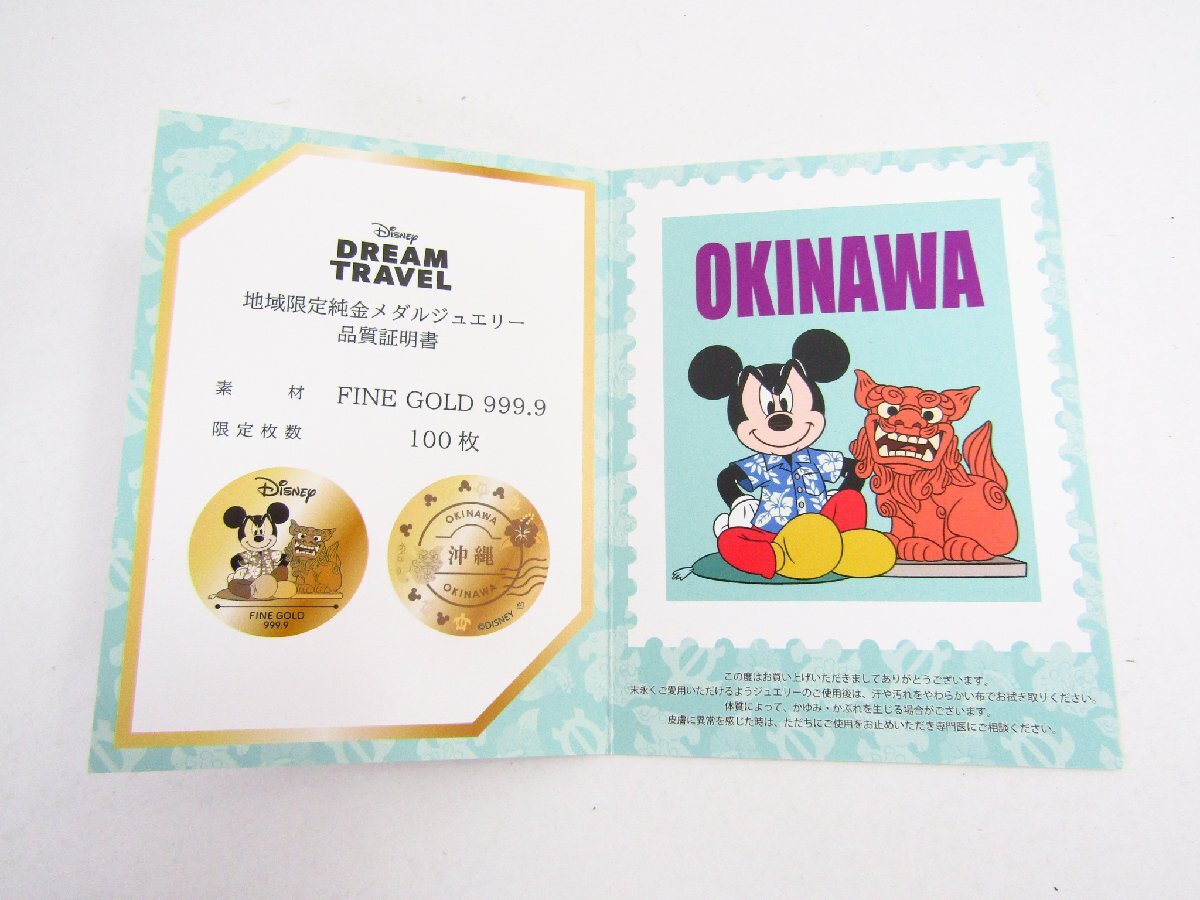 Disney
DREAM
TRAVEL
地域限定純金メダルジュエリー
品質証明書
素 材 FINE GOLD 999.9
限定枚数 100枚
Disney
FINE GOLD
999.9
OKINAWA
沖縄
OKINAWA
©DISNEY
OKINAWA
この度はお買い上げいただきましてありがとうございます。
末永くご愛用いただけるようジュエリーのご使用後は、汗や汚れをやわらかい布でお拭き取りください。
体質によって、かゆみ・かぶれを生じる場合がございます。
皮膚に異常を感じた時は、ただちにご使用をお止めいただき専門医にご相談ください。